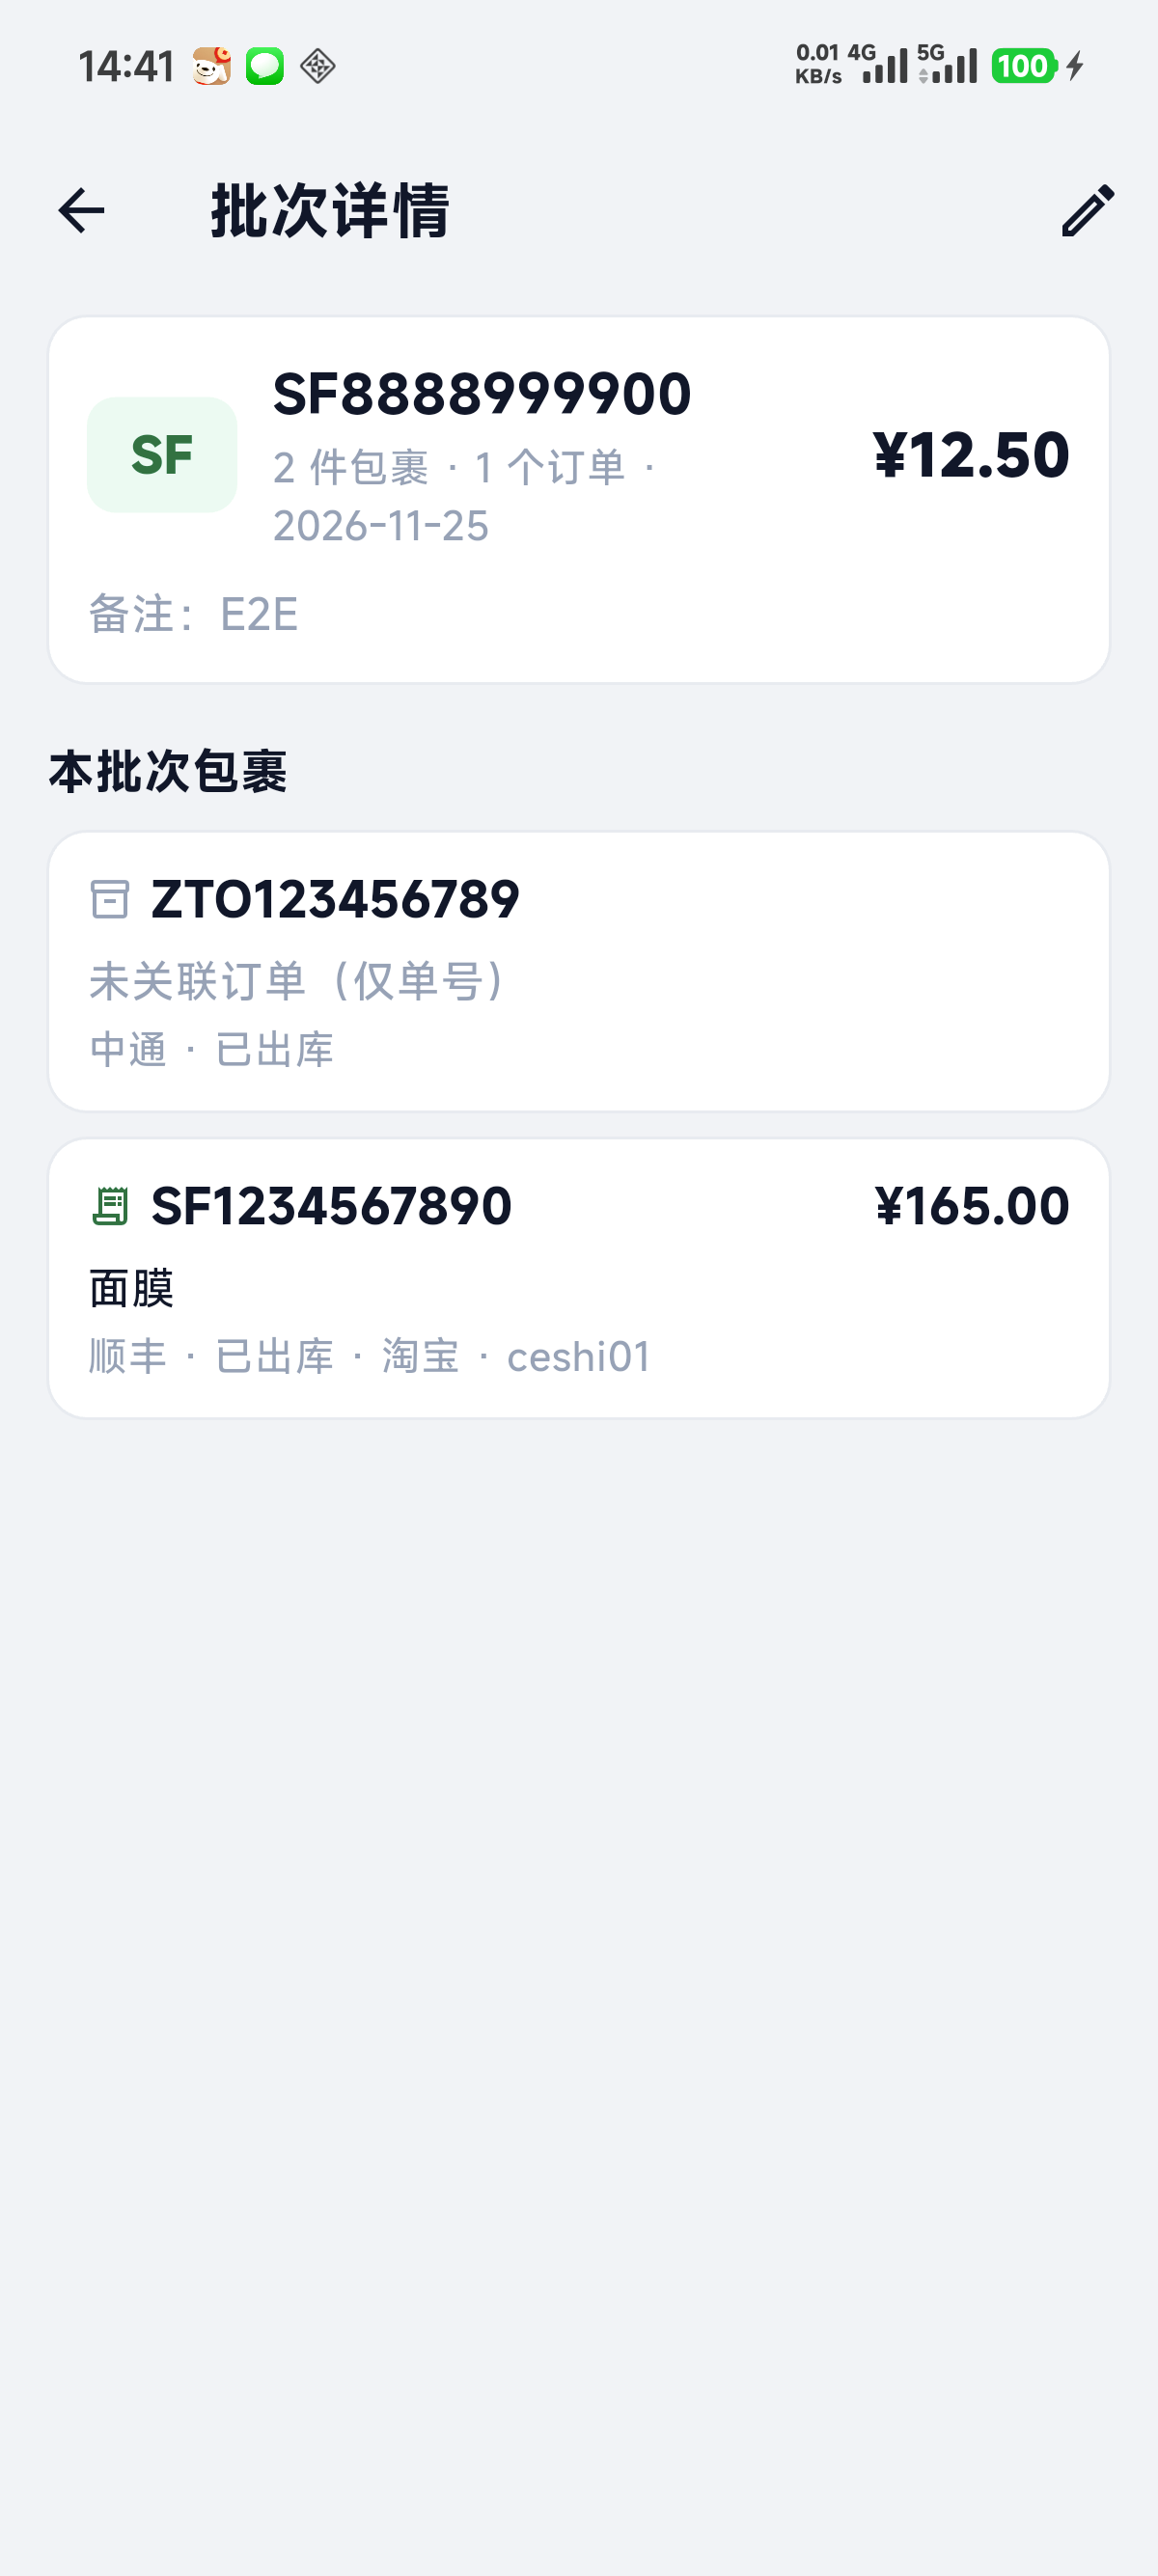 14:41
0.01 KB/s 4G 5G 100
批次详情
SF
SF8888999900
2 件包裹 · 1 个订单 ·
2026-11-25
¥12.50
备注：E2E
本批次包裹
ZTO123456789
未关联订单（仅单号）
中通 · 已出库
SF1234567890
¥165.00
面膜
顺丰 · 已出库 · 淘宝 · ceshi01